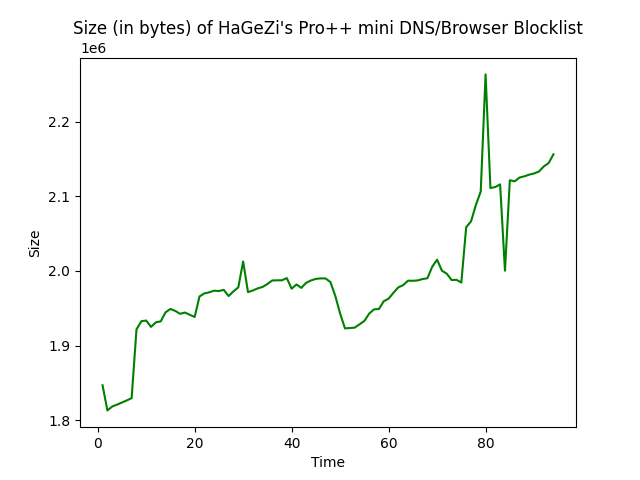 Size (in bytes) of HaGeZi's Pro++ mini DNS/Browser Blocklist
1e6
2.2
2.1
2.0
1.9
1.8
Size
0 20 40 60 80
Time